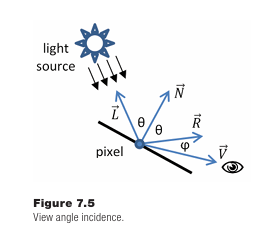 light
source
L
N
θ
θ
R
φ
V
pixel
Figure 7.5
View angle incidence.